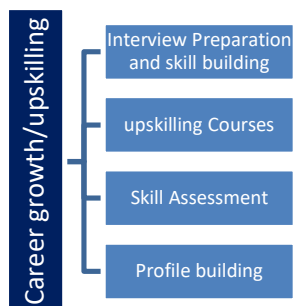 Career growth/upskilling
Interview Preparation
and skill building
upskilling Courses
Skill Assessment
Profile building